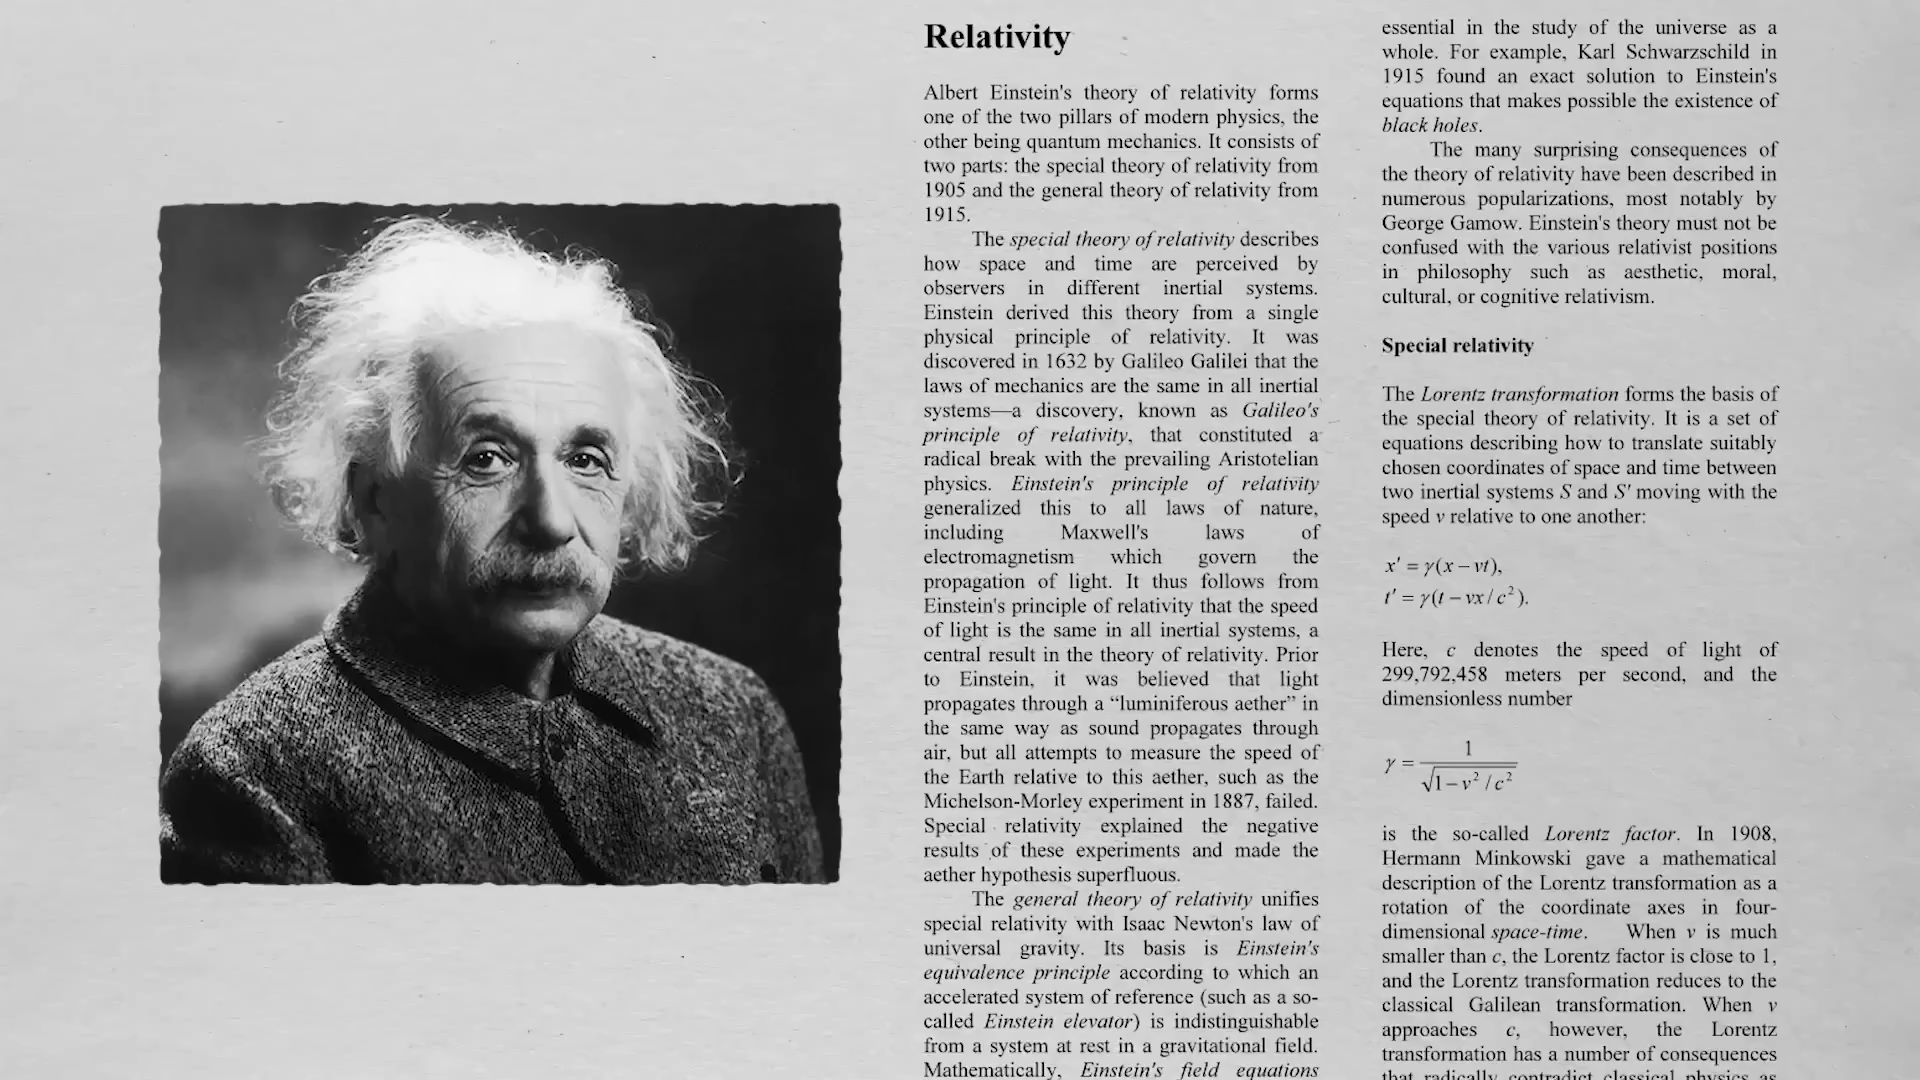 Relativity
Albert Einstein's theory of relativity forms
one of the two pillars of modern physics, the
other being quantum mechanics. It consists of
two parts: the special theory of relativity from
1905 and the general theory of relativity from
1915.
The special theory of relativity describes
how space and time are perceived by
observers in different inertial systems.
Einstein derived this theory from a single
physical principle of relativity. It was
discovered in 1632 by Galileo Galilei that the
laws of mechanics are the same in all inertial
systems—a discovery, known as Galileo's
principle of relativity, that constituted a
radical break with the prevailing Aristotelian
physics. Einstein's principle of relativity
generalized this to all laws of nature,
including Maxwell's laws of
electromagnetism which govern the
propagation of light. It thus follows from
Einstein's principle of relativity that the speed
of light is the same in all inertial systems, a
central result in the theory of relativity. Prior
to Einstein, it was believed that light
propagates through a “luminiferous aether” in
the same way as sound propagates through
air, but all attempts to measure the speed of
the Earth relative to this aether, such as the
Michelson-Morley experiment in 1887, failed.
Special relativity explained the negative
results of these experiments and made the
aether hypothesis superfluous.
The general theory of relativity unifies
special relativity with Isaac Newton's law of
universal gravity. Its basis is Einstein's
equivalence principle according to which an
accelerated system of reference (such as a so-
called Einstein elevator) is indistinguishable
from a system at rest in a gravitational field.
Mathematically, Einstein's field equations
essential in the study of the universe as a
whole. For example, Karl Schwarzschild in
1915 found an exact solution to Einstein's
equations that makes possible the existence of
black holes.
The many surprising consequences of
the theory of relativity have been described in
numerous popularizations, most notably by
George Gamow. Einstein's theory must not be
confused with the various relativist positions
in philosophy such as aesthetic, moral,
cultural, or cognitive relativism.
Special relativity
The Lorentz transformation forms the basis of
the special theory of relativity. It is a set of
equations describing how to translate suitably
chosen coordinates of space and time between
two inertial systems S and S' moving with the
speed v relative to one another:
x' = γ(x − vt),
t' = γ(t − vx / c²).
Here, c denotes the speed of light of
299,792,458 meters per second, and the
dimensionless number
γ = 1 / √(1 − v² / c²)
is the so-called Lorentz factor. In 1908,
Hermann Minkowski gave a mathematical
description of the Lorentz transformation as a
rotation of the coordinate axes in four-
dimensional space-time. When v is much
smaller than c, the Lorentz factor is close to 1,
and the Lorentz transformation reduces to the
classical Galilean transformation. When v
approaches c, however, the Lorentz
transformation has a number of consequences
that radically contradict classical physics as